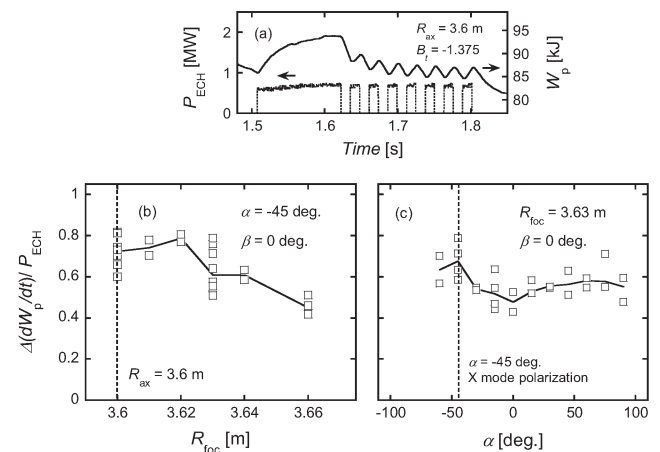 (a)
R_ax = 3.6 m
B_t = -1.375
P_ECH [MW]
2
1
0
95
90
85
80
W_p [kJ]
1.5 1.6 1.7 1.8
Time [s]
(b)
α = -45 deg.
β = 0 deg.
Δ(dW_p/dt)/ P_ECH
1
0.8
0.6
0.4
0.2
0
R_ax = 3.6 m
3.6 3.62 3.64 3.66
R_foc [m]
(c)
R_foc = 3.63 m
β = 0 deg.
α = -45 deg.
X mode polarization
-100 -50 0 50 100
α [deg.]